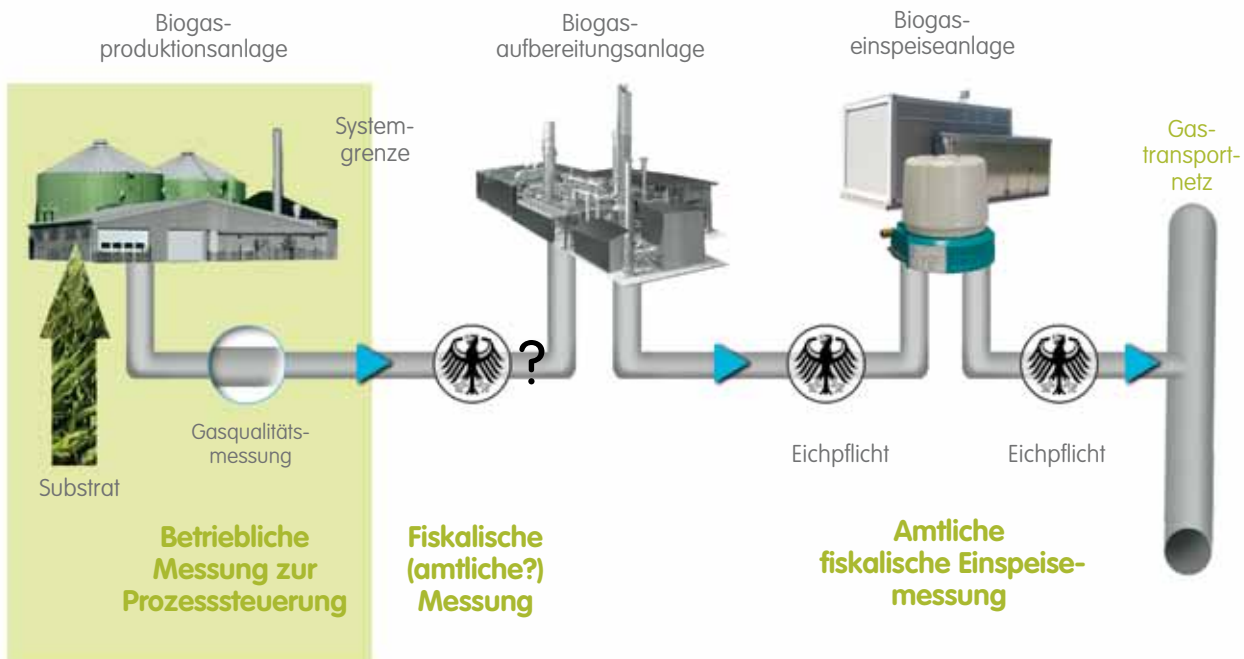 Biogas-
produktionsanlage
Biogas-
aufbereitungsanlage
Biogas-
einspeiseanlage
System-
grenze
Gas-
transport-
netz
?
Gasqualitäts-
messung
Eichpflicht
Eichpflicht
Substrat
Betriebliche
Messung zur
Prozesssteuerung
Fiskalische
(amtliche?)
Messung
Amtliche
fiskalische Einspeise-
messung